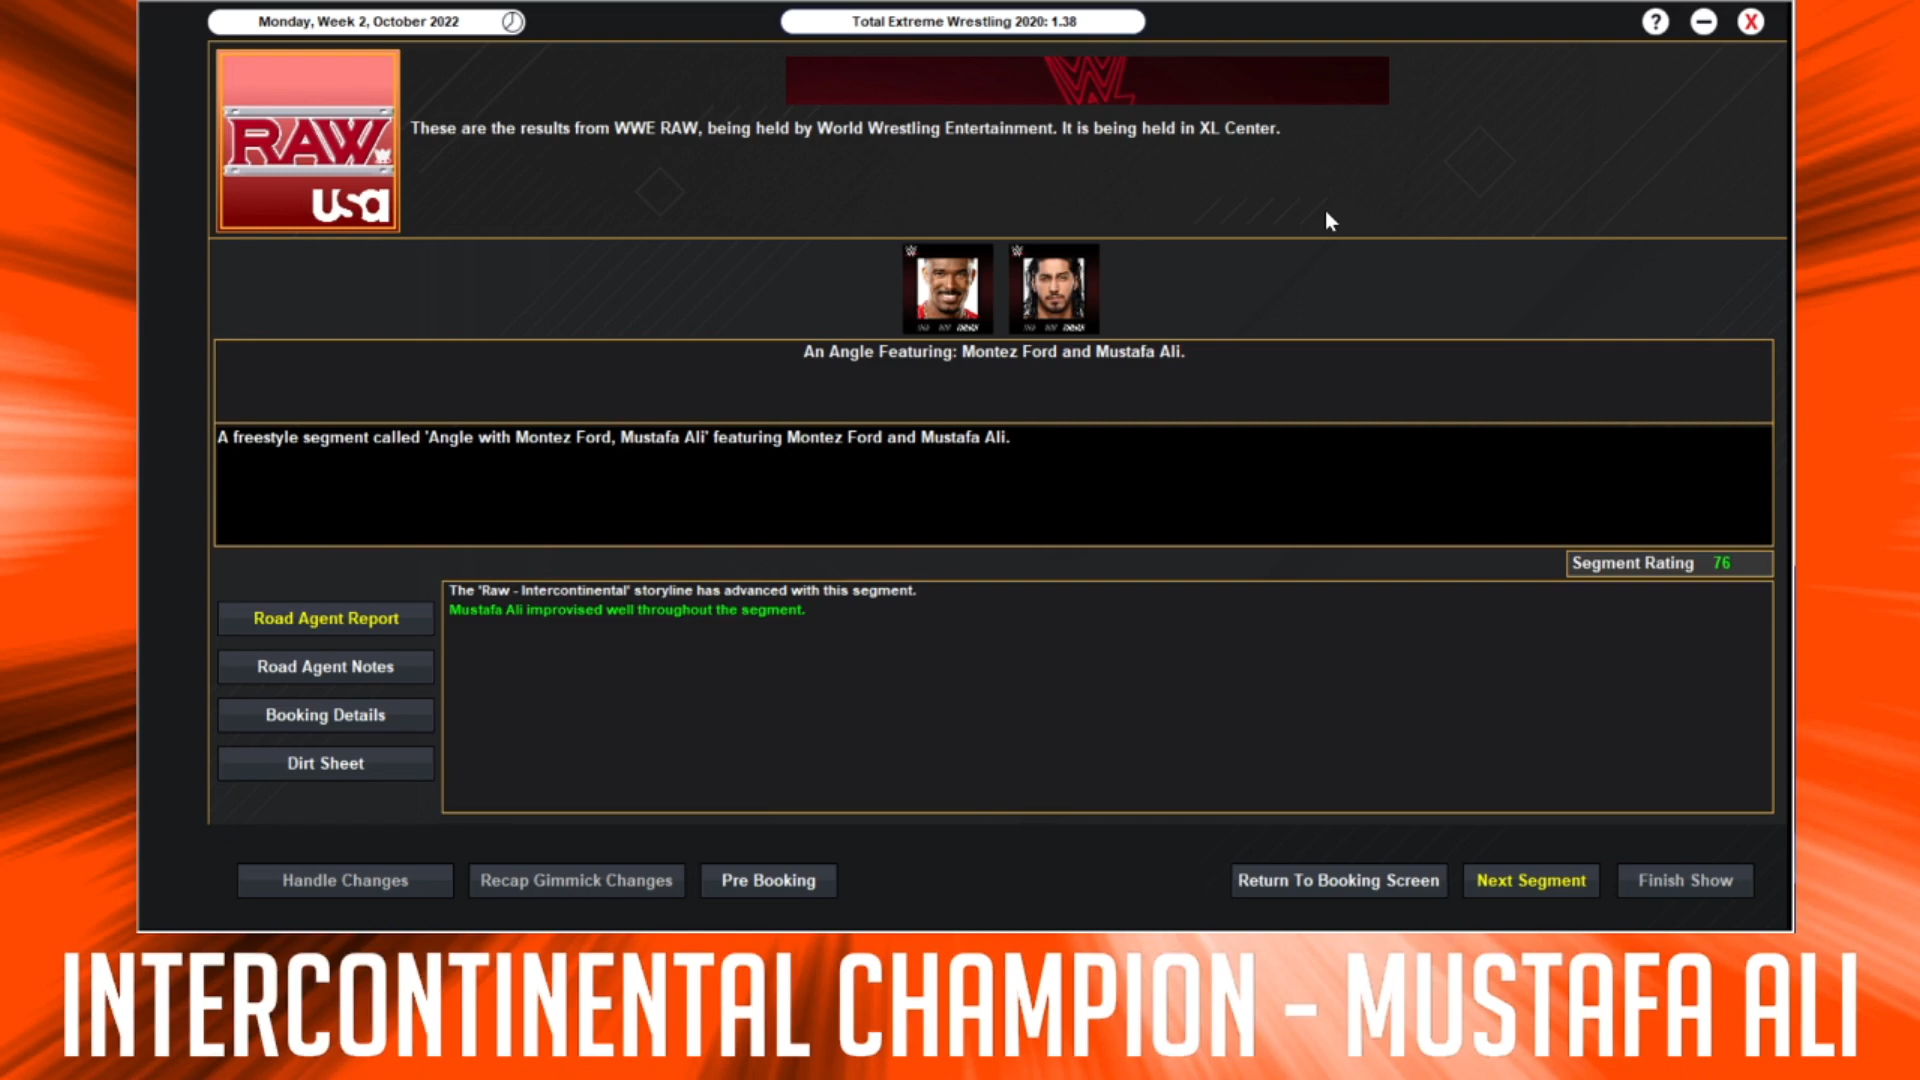 Monday, Week 2, October 2022
Total Extreme Wrestling 2020: 1.38
?
X
RAW
USA
These are the results from WWE RAW, being held by World Wrestling Entertainment. It is being held in XL Center.
An Angle Featuring: Montez Ford and Mustafa Ali.
A freestyle segment called 'Angle with Montez Ford, Mustafa Ali' featuring Montez Ford and Mustafa Ali.
Segment Rating 76
The 'Raw - Intercontinental' storyline has advanced with this segment.
Mustafa Ali improvised well throughout the segment.
Road Agent Report
Road Agent Notes
Booking Details
Dirt Sheet
Handle Changes
Recap Gimmick Changes
Pre Booking
Return To Booking Screen
Next Segment
Finish Show
INTERCONTINENTAL CHAMPION - MUSTAFA ALI